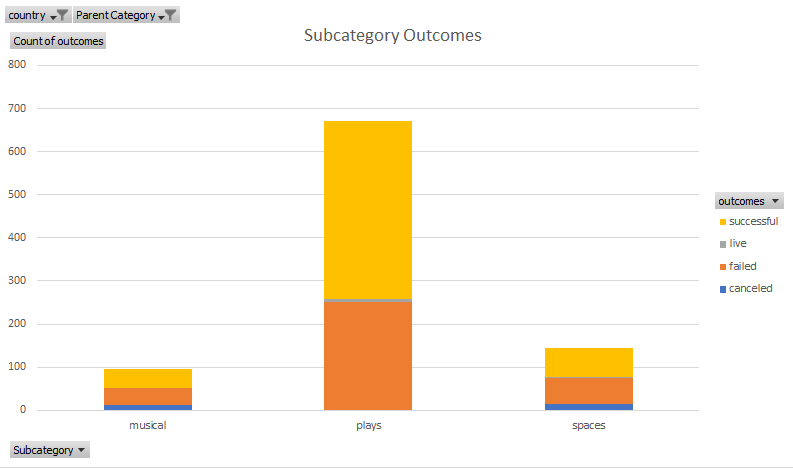 country Parent Category
Count of outcomes
Subcategory Outcomes
800
700
600
500
400
300
200
100
0
musical plays spaces
outcomes
successful
live
failed
canceled
Subcategory